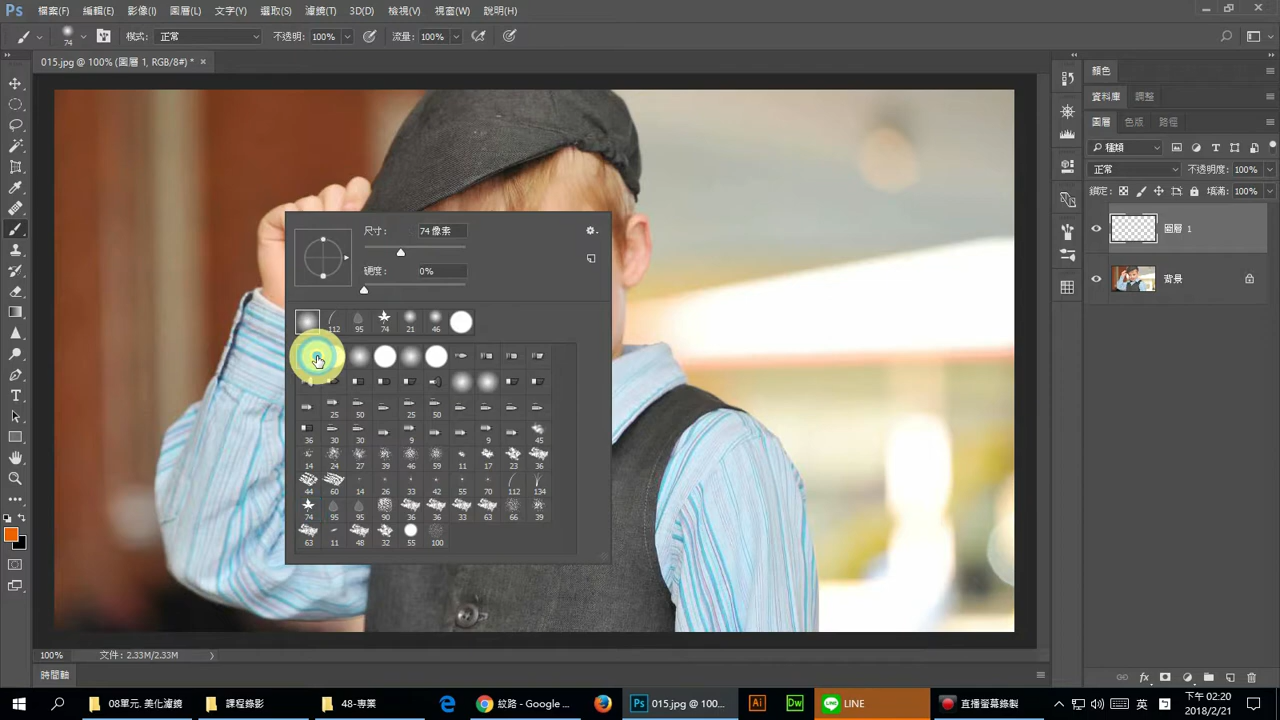 Ps 檔案(F) 編輯(E) 影像(I) 圖層(L) 文字(Y) 選取(S) 濾鏡(T) 3D(D) 檢視(V) 視窗(W) 說明(H)
74 模式: 正常 不透明: 100% 流量: 100%
015.jpg @ 100% (圖層 1, RGB/8#) * ×
顏色
資料庫 調整
圖層 色版 路徑
種類
正常 不透明度: 100%
鎖定: 填滿: 100%
圖層 1
背景
尺寸: 74 像素
硬度: 0%
112 95 74 21 46
25 50 25 50
36 30 30 9 9 45
14 24 27 39 46 59 11 17 23 36
44 60 14 26 33 42 55 70 112 134
74 95 95 90 36 36 33 63 66 39
63 11 48 32 55 100
100% 文件: 2.33M/2.33M
時間軸
08單元. 美化濾鏡 課程錄影 48-專業 紋路 - Google ... Ps 015.jpg @ 100... Ai Dw LINE 直播螢幕錄製 英
下午 02:20
2018/2/21